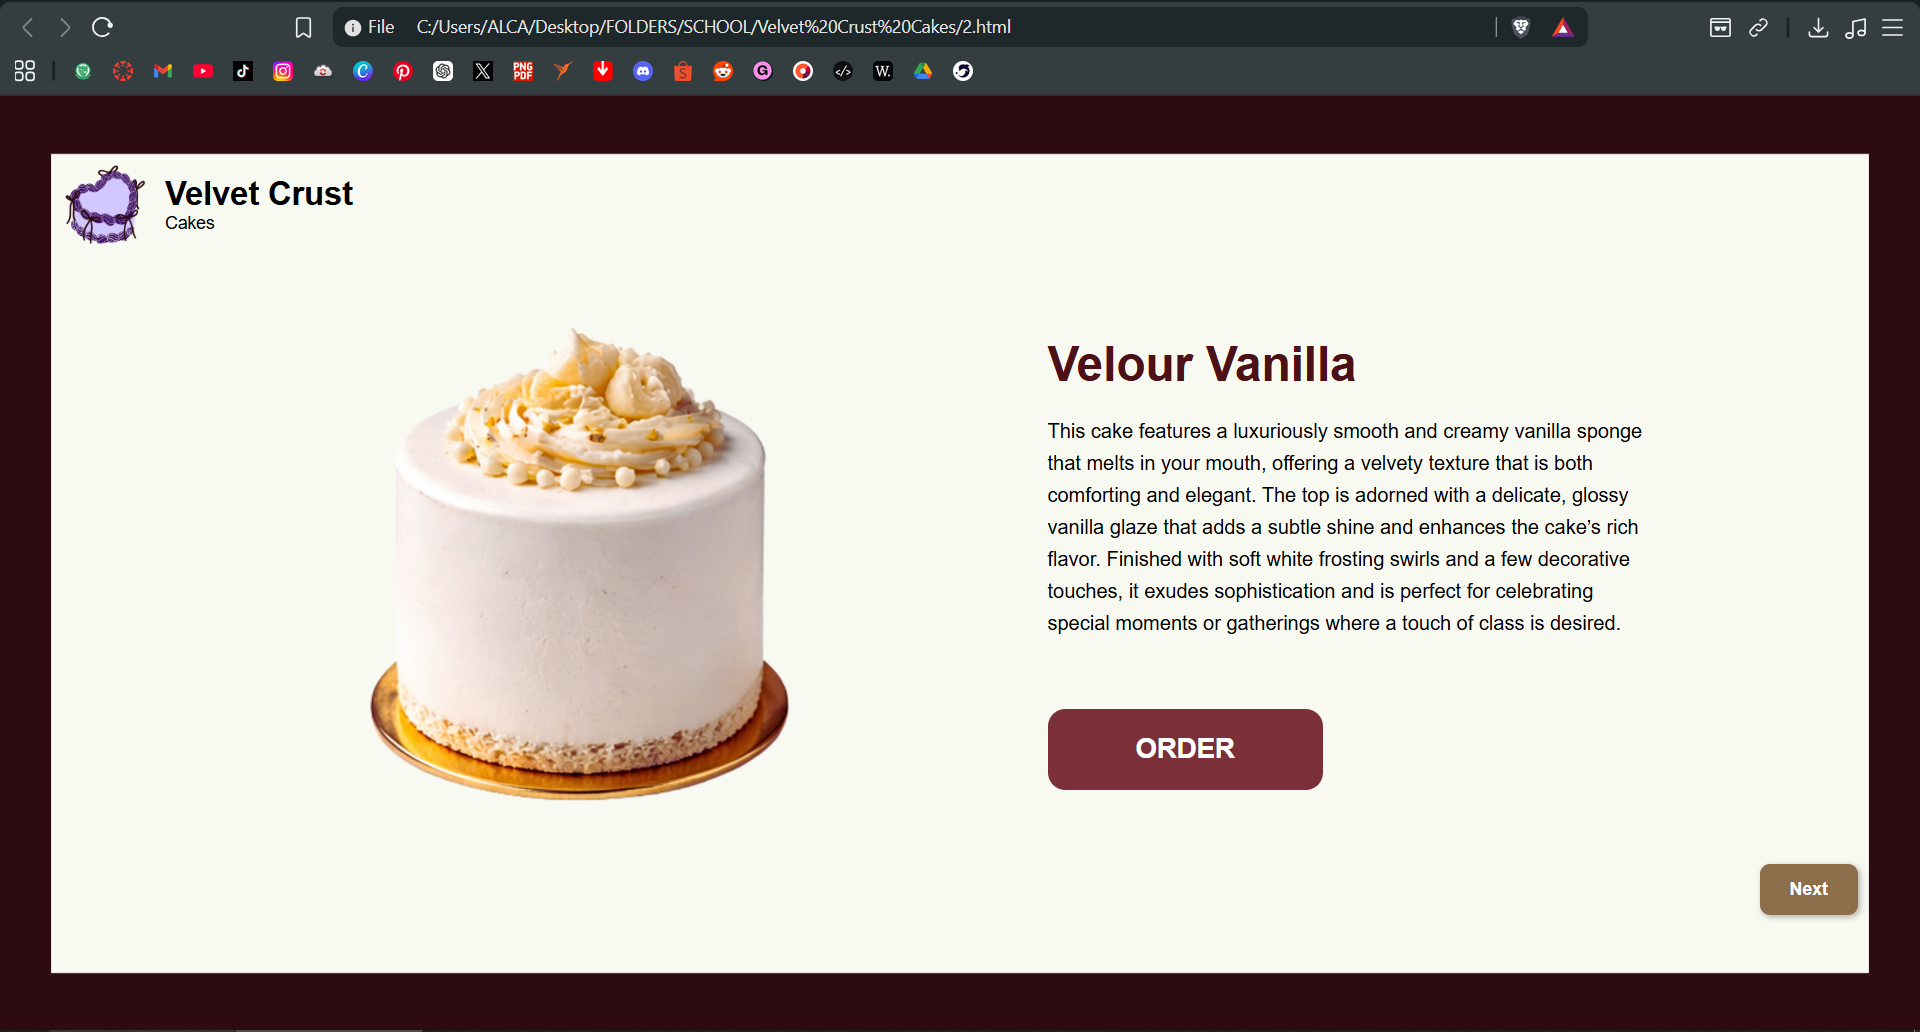 File C:/Users/ALCA/Desktop/FOLDERS/SCHOOL/Velvet%20Crust%20Cakes/2.html
PNG
PDF
W.
Velvet Crust
Cakes
Velour Vanilla
This cake features a luxuriously smooth and creamy vanilla sponge
that melts in your mouth, offering a velvety texture that is both
comforting and elegant. The top is adorned with a delicate, glossy
vanilla glaze that adds a subtle shine and enhances the cake’s rich
flavor. Finished with soft white frosting swirls and a few decorative
touches, it exudes sophistication and is perfect for celebrating
special moments or gatherings where a touch of class is desired.
ORDER
Next